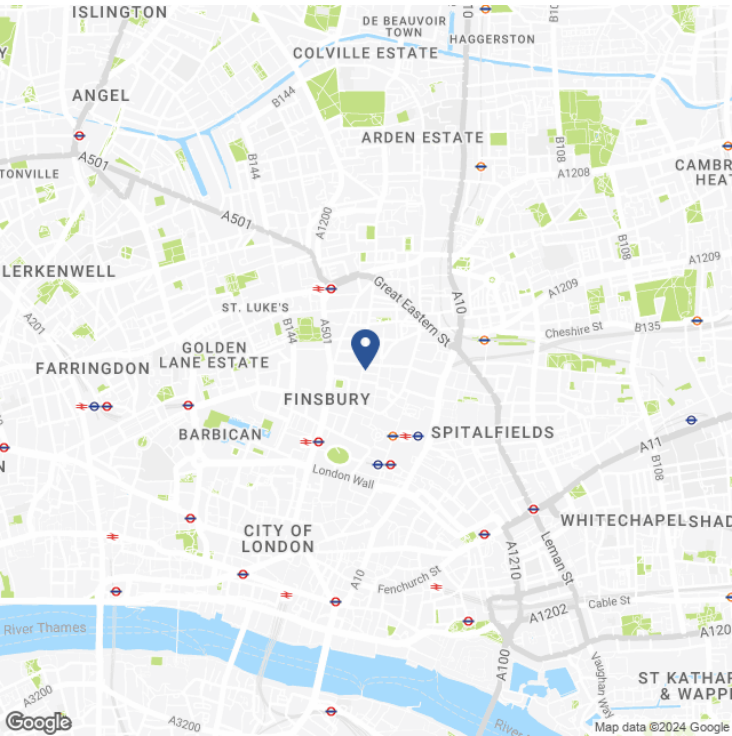 ISLINGTON
DE BEAUVOIR
TOWN
A10
HAGGERSTON
COLVILLE ESTATE
Y
ANGEL
B144
ARDEN ESTATE
B108
A501
B144
A1208
CAMBR
HEAT
TONVILLE
A1200
A501
B108
A1209
LERKENWELL
Great Eastern St
A10
A1209
ST. LUKE'S
A201
B144
A501
Cheshire St
B135
GOLDEN
LANE ESTATE
FARRINGDON
FINSBURY
BARBICAN
SPITALFIELDS
A11
B108
N
London Wall
WHITECHAPEL
SHAD
CITY OF
LONDON
A1210
Leman St
A10
Fenchurch St
Cable St
A1202
River Thames
A120
A100
Vaughan Way
ST KATHAR
& WAPPI
A3200
A3200
River
Google
Map data ©2024 Google